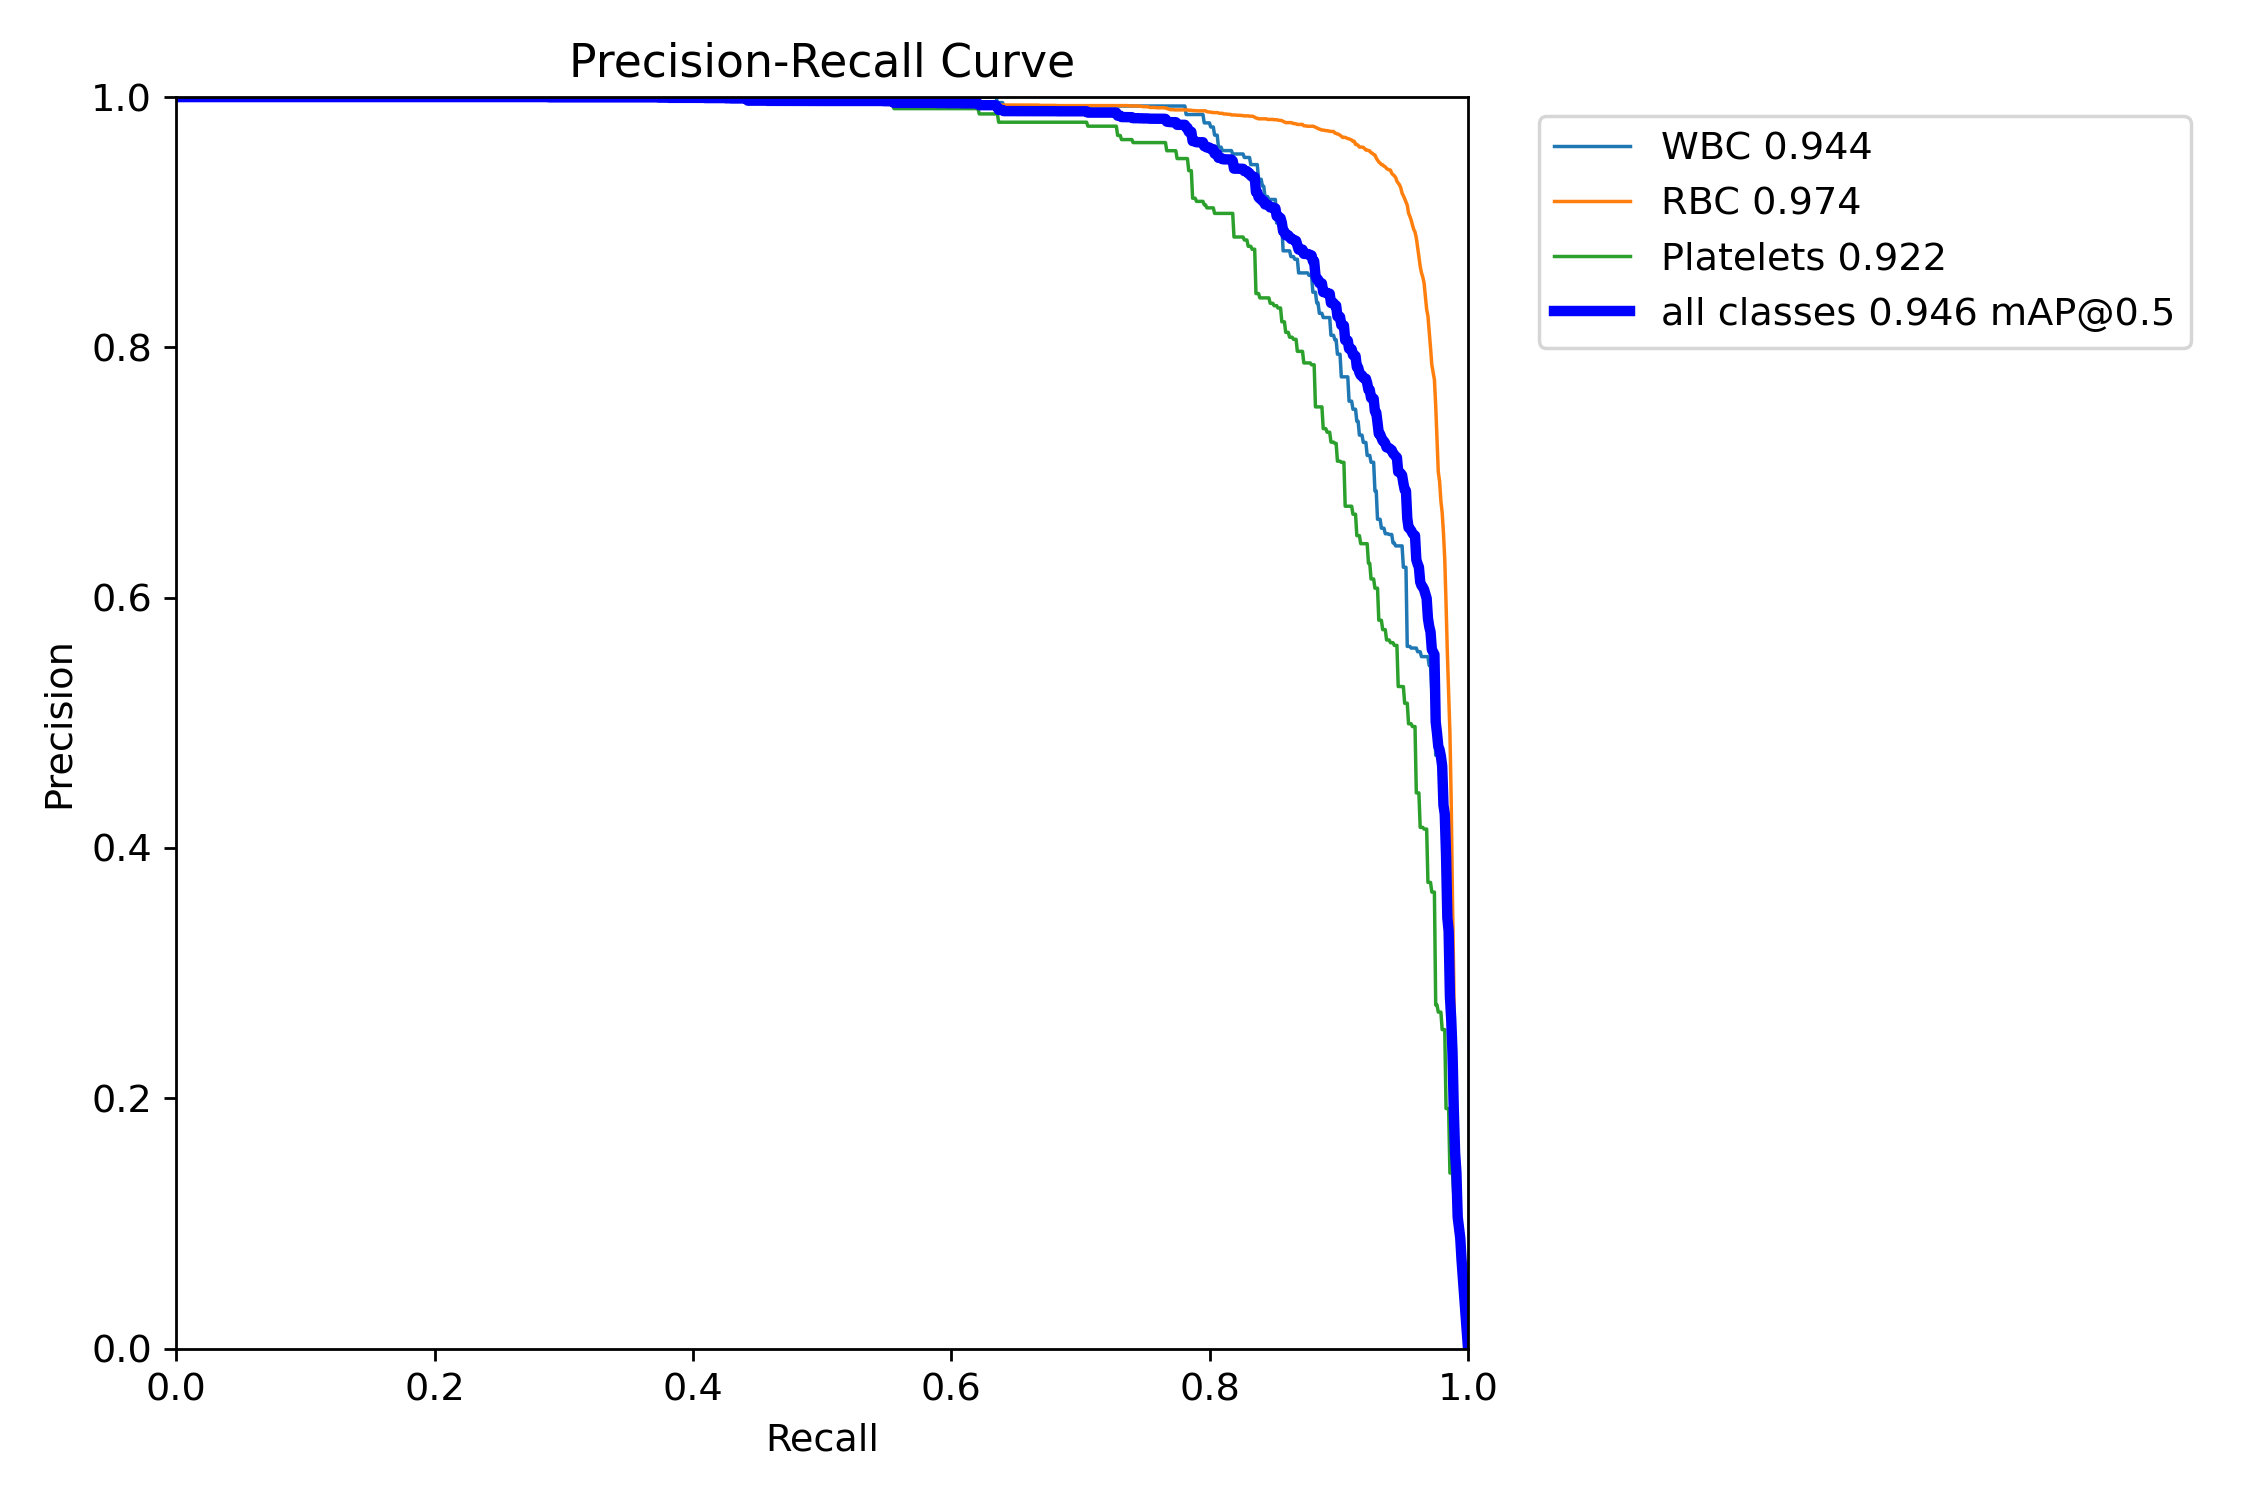 Precision-Recall Curve
1.0
0.8
0.6
0.4
0.2
0.0
Precision
0.0 0.2 0.4 0.6 0.8 1.0
Recall
WBC 0.944
RBC 0.974
Platelets 0.922
all classes 0.946 mAP@0.5